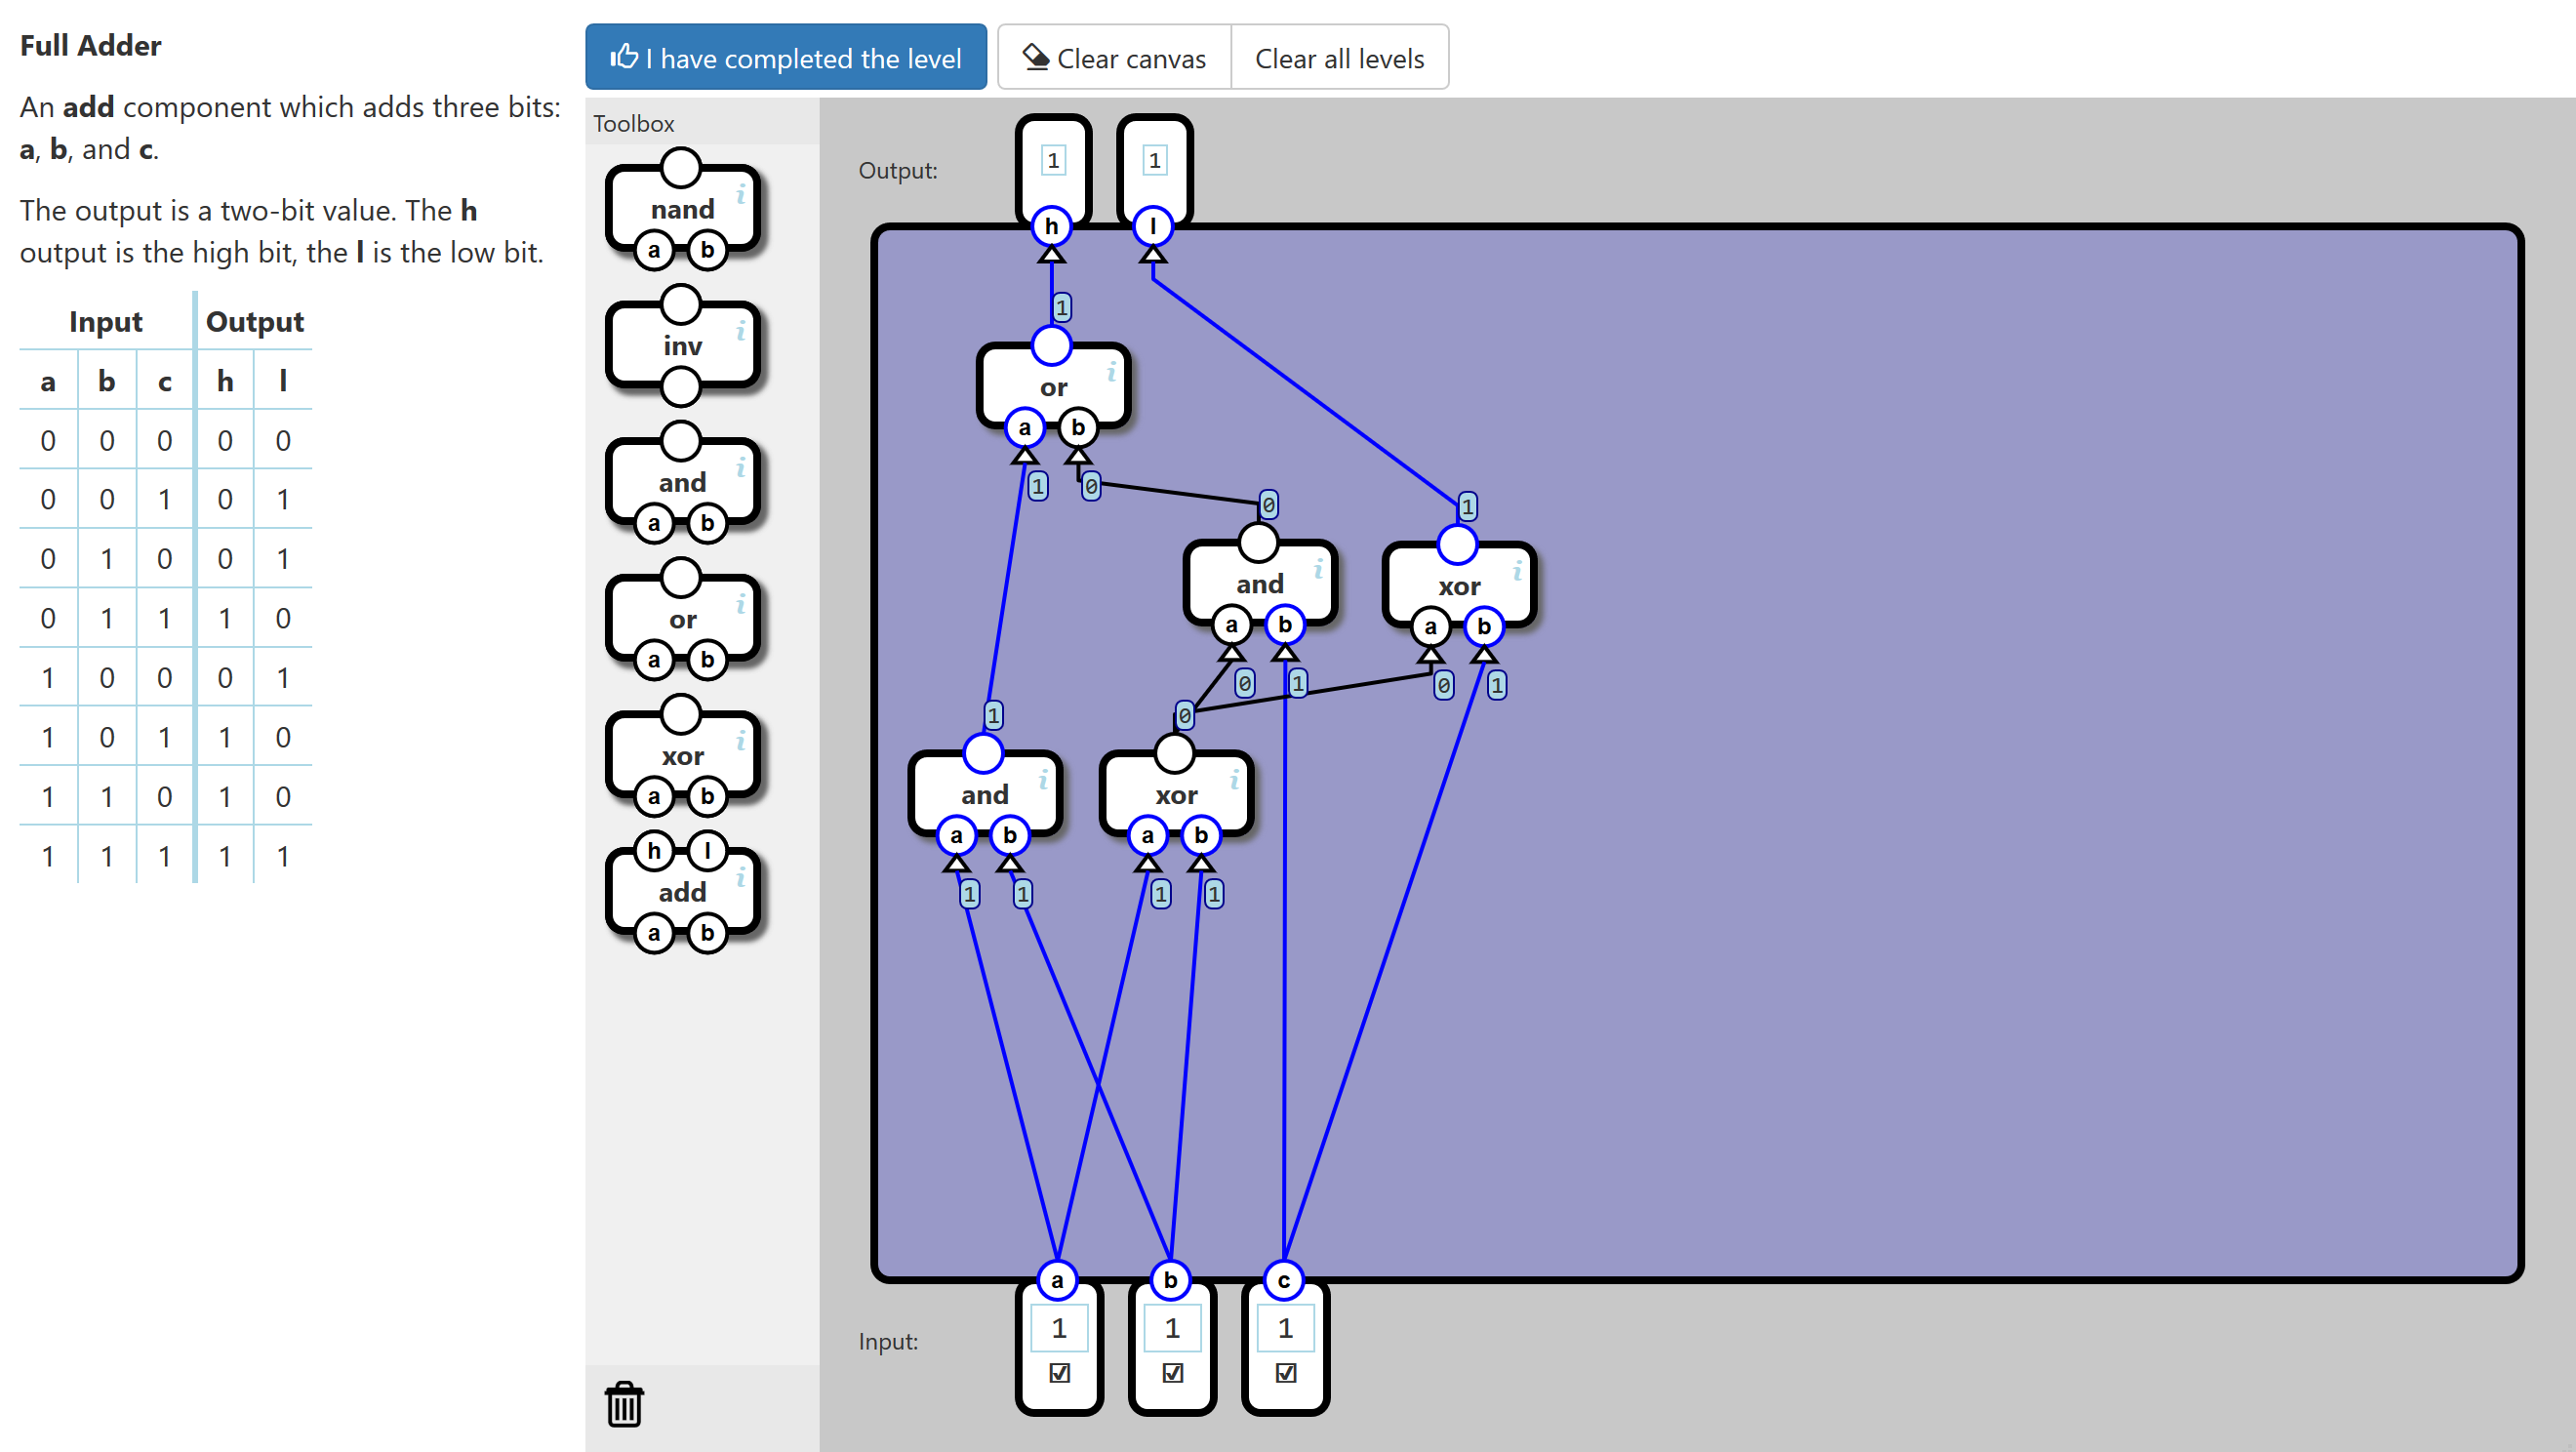 Full Adder
An add component which adds three bits:
a, b, and c.
The output is a two-bit value. The h
output is the high bit, the l is the low bit.
Input Output
a b c h l
0 0 0 0 0
0 0 1 0 1
0 1 0 0 1
0 1 1 1 0
1 0 0 0 1
1 0 1 1 0
1 1 0 1 0
1 1 1 1 1
I have completed the level
Clear canvas
Clear all levels
Toolbox
nand
i
a b
inv
i
and
i
a b
or
i
a b
xor
i
a b
h l
add
i
a b
Output:
1 1
h l
1
or
i
a b
1 0
0 1
and
i
xor
i
a b a b
0 1 0 1
1 0
and
i
xor
i
a b a b
1 1 1 1
a b c
Input:
1 1 1